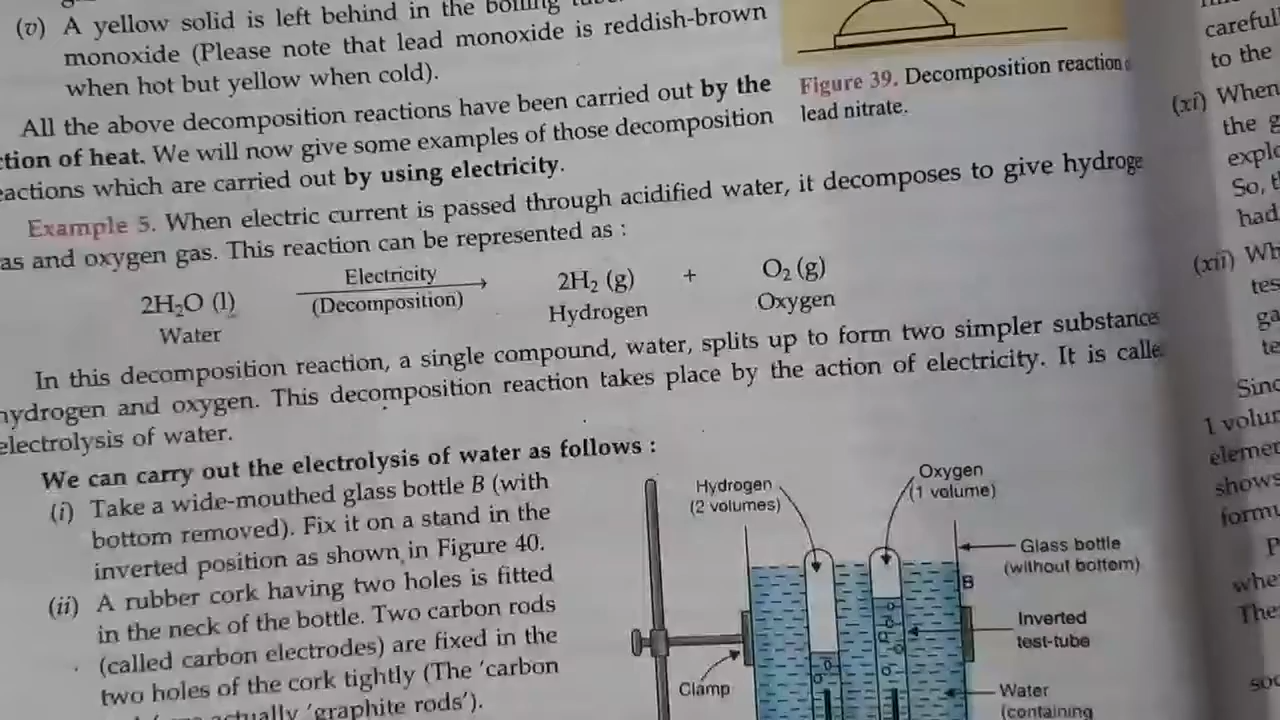 (v) A yellow solid is left behind in the boiling
monoxide (Please note that lead monoxide is reddish-brown
when hot but yellow when cold).
All the above decomposition reactions have been carried out by the
ction of heat. We will now give some examples of those decomposition
eactions which are carried out by using electricity.
Figure 39. Decomposition reaction
lead nitrate.
Example 5. When electric current is passed through acidified water, it decomposes to give hydroge
as and oxygen gas. This reaction can be represented as :
2H₂O (l) Electricity (Decomposition) 2H₂ (g) + O₂ (g)
Water Hydrogen Oxygen
In this decomposition reaction, a single compound, water, splits up to form two simpler substances
hydrogen and oxygen. This decomposition reaction takes place by the action of electricity. It is calle
electrolysis of water.
We can carry out the electrolysis of water as follows :
(i) Take a wide-mouthed glass bottle B (with
bottom removed). Fix it on a stand in the
inverted position as shown in Figure 40.
(ii) A rubber cork having two holes is fitted
in the neck of the bottle. Two carbon rods
(called carbon electrodes) are fixed in the
two holes of the cork tightly (The 'carbon
actually 'graphite rods').
Hydrogen
(2 volumes)
Oxygen
(1 volume)
Glass bottle
(without bottom)
B
Inverted
test-tube
Clamp
Water
(containing
carefull
to the
(xi) When
the g
explo
So, t
had
(xii) Wh
tes
ga
te
Sinc
1 volum
elemen
shows
formu
P
whe
The
soc